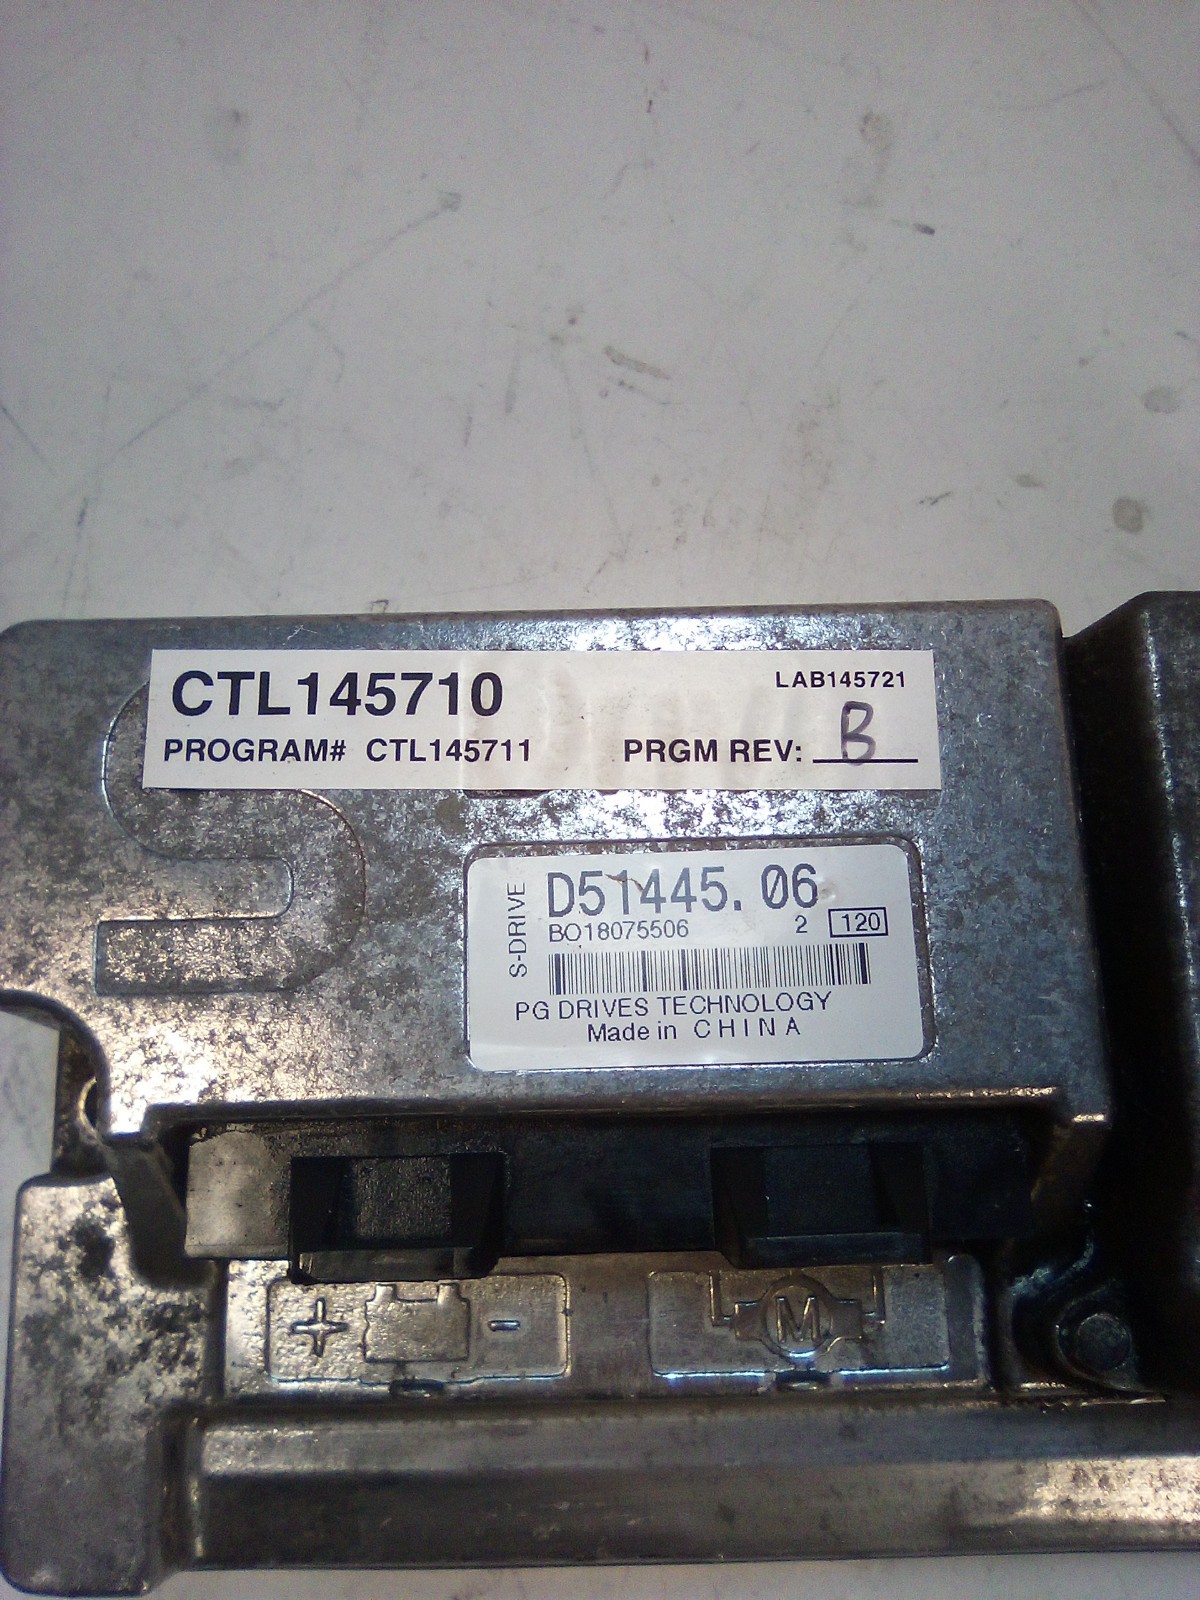 CTL145710
LAB145721
PROGRAM# CTL145711 PRGM REV: B
S-DRIVE
D51445.06
BO18075506 2 120
PG DRIVES TECHNOLOGY
Made in CHINA
+ -
M